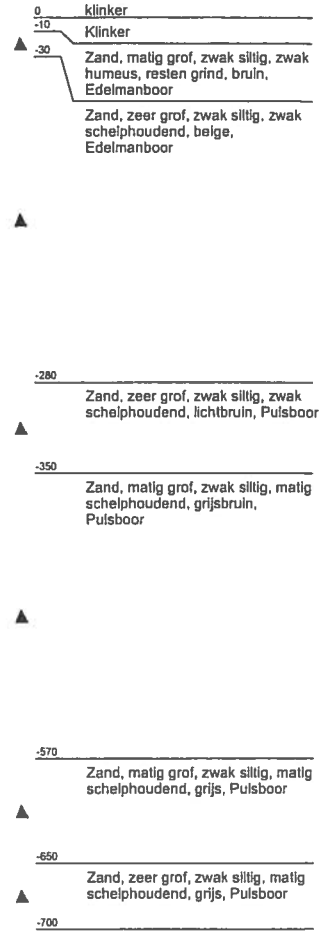 0 klinker
-10 Klinker
-30
Zand, matig grof, zwak siltig, zwak
humeus, resten grind, bruin,
Edelmanboor
Zand, zeer grof, zwak siltig, zwak
schelphoudend, beige,
Edelmanboor
-280
Zand, zeer grof, zwak siltig, zwak
schelphoudend, lichtbruin, Pulsboor
-350
Zand, matig grof, zwak siltig, matig
schelphoudend, grijsbruin,
Pulsboor
-570
Zand, matig grof, zwak siltig, matig
schelphoudend, grijs, Pulsboor
-650
Zand, zeer grof, zwak siltig, matig
schelphoudend, grijs, Pulsboor
-700